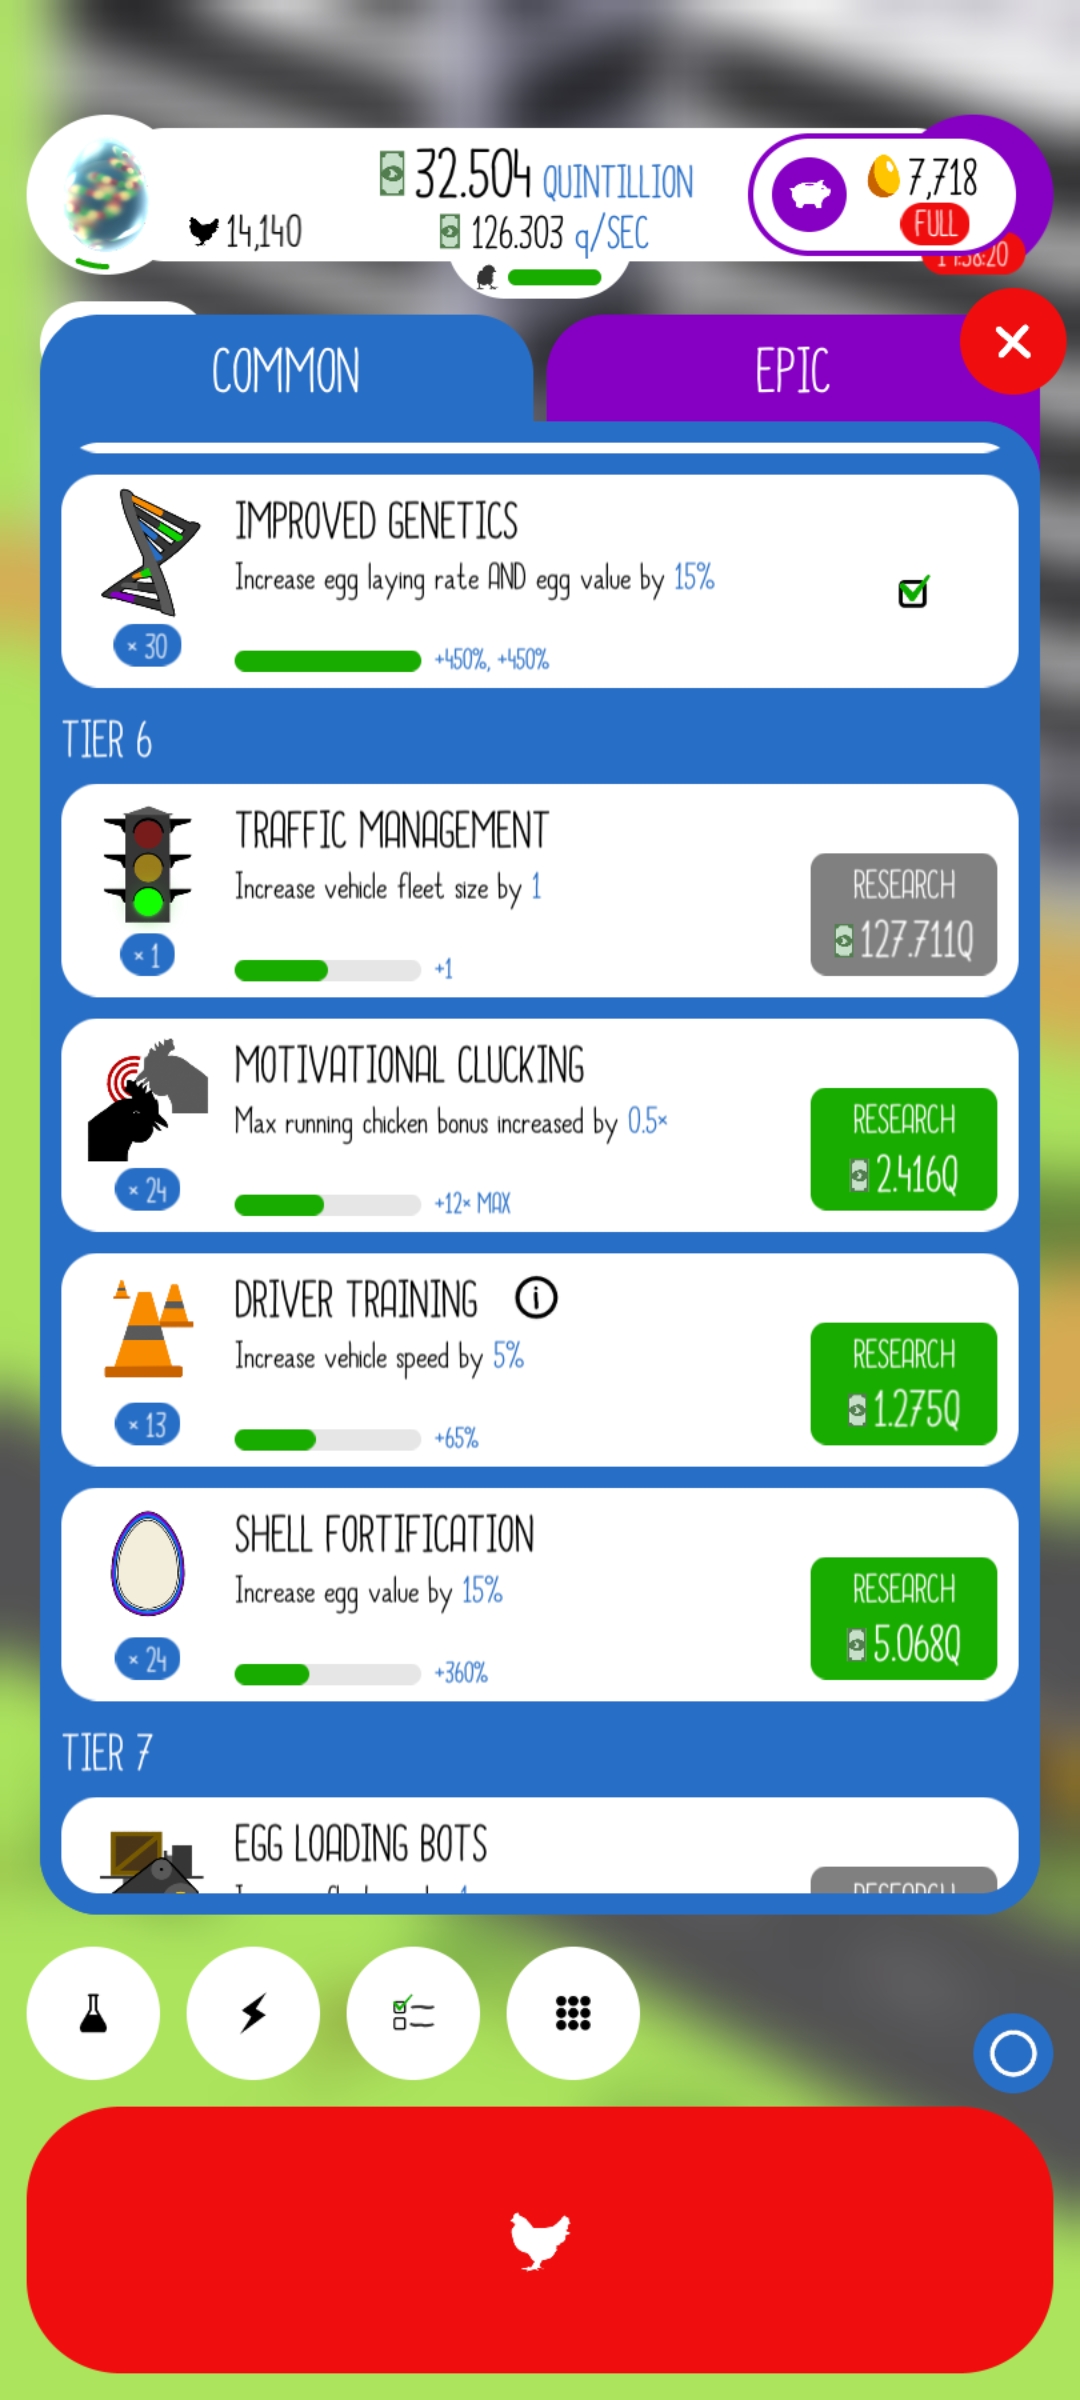 32.504 QUINTILLION
7,718
14,140
126.303 q/SEC
FULL
COMMON
EPIC
IMPROVED GENETICS
Increase egg laying rate AND egg value by 15%
× 30
+450%, +450%
TIER 6
TRAFFIC MANAGEMENT
Increase vehicle fleet size by 1
RESEARCH
127.711Q
× 1
+1
MOTIVATIONAL CLUCKING
Max running chicken bonus increased by 0.5×
RESEARCH
2.416Q
× 24
+12× MAX
DRIVER TRAINING
Increase vehicle speed by 5%
RESEARCH
1.275Q
× 13
+65%
SHELL FORTIFICATION
Increase egg value by 15%
RESEARCH
5.068Q
× 24
+360%
TIER 7
EGG LOADING BOTS
RESEARCH